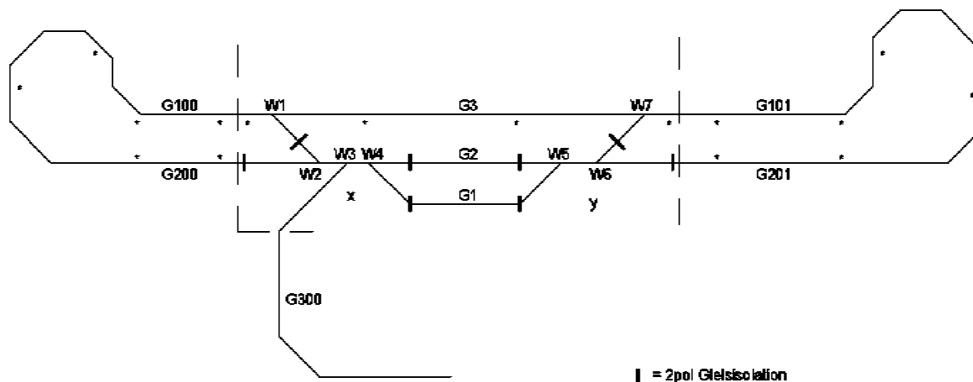 G100 W1 G3 W7 G101
G200 W2 W3 W4 G2 W5 W6 G201
x G1 y
G300
= 2pol Gleisisolation